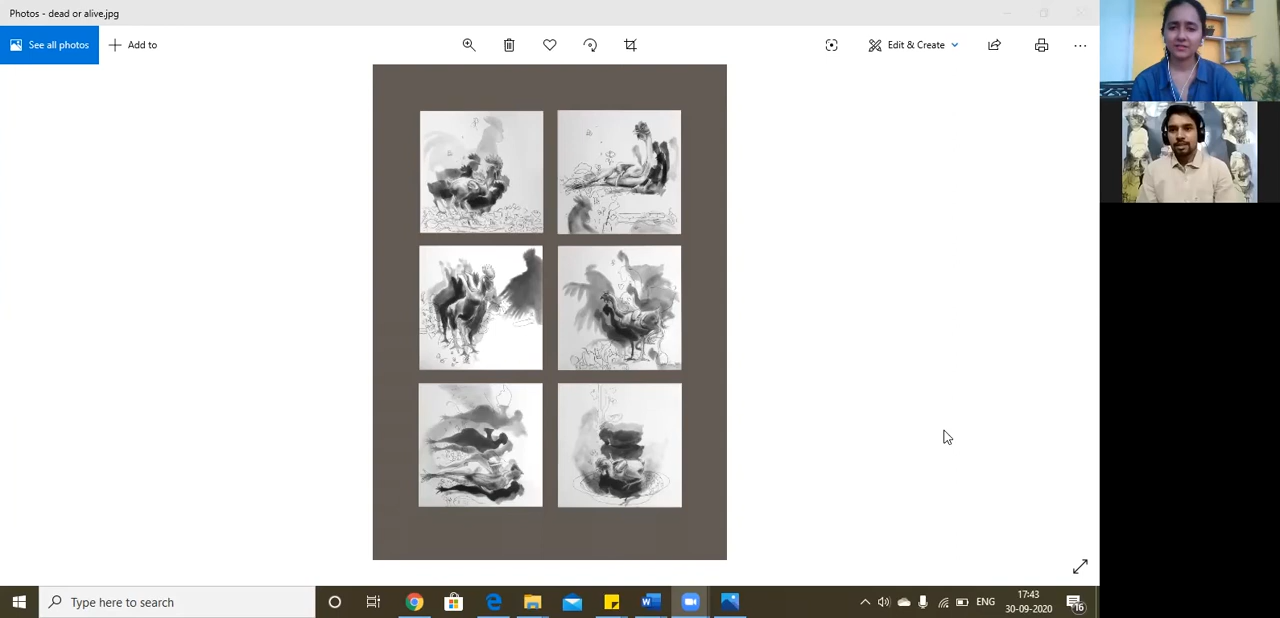 Photos - dead or alive.jpg
See all photos
Add to
Edit & Create
Type here to search
ENG
17:43
30-09-2020
16